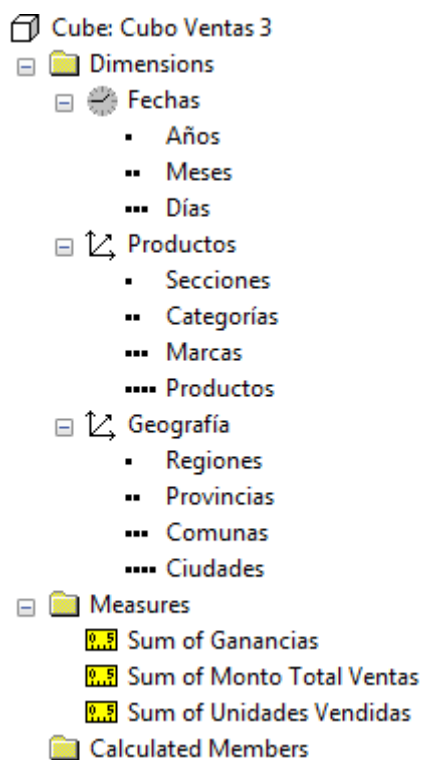 Cube: Cubo Ventas 3
Dimensions
Fechas
Años
Meses
Días
Productos
Secciones
Categorías
Marcas
Productos
Geografía
Regiones
Provincias
Comunas
Ciudades
Measures
Sum of Ganancias
Sum of Monto Total Ventas
Sum of Unidades Vendidas
Calculated Members